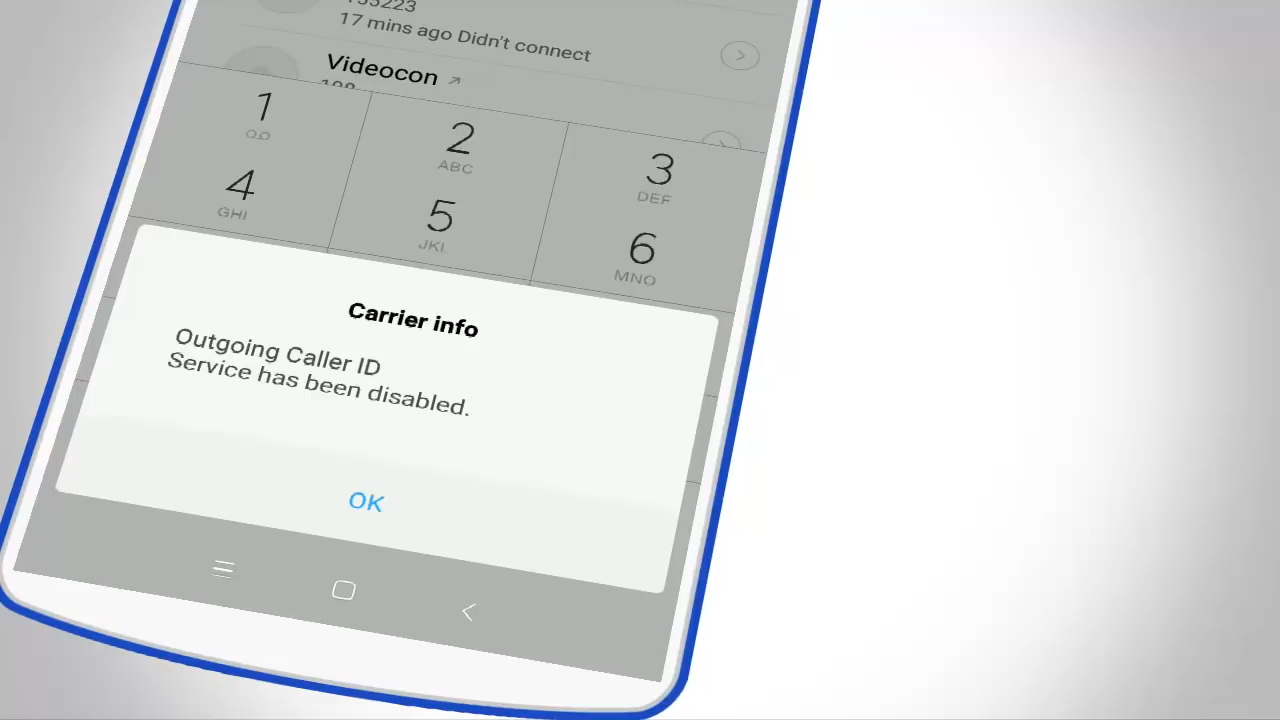 17 mins ago Didn't connect
Videocon
1
2
ABC
3
DEF
4
GHI
5
JKL
6
MNO
Carrier info
Outgoing Caller ID
Service has been disabled.
OK